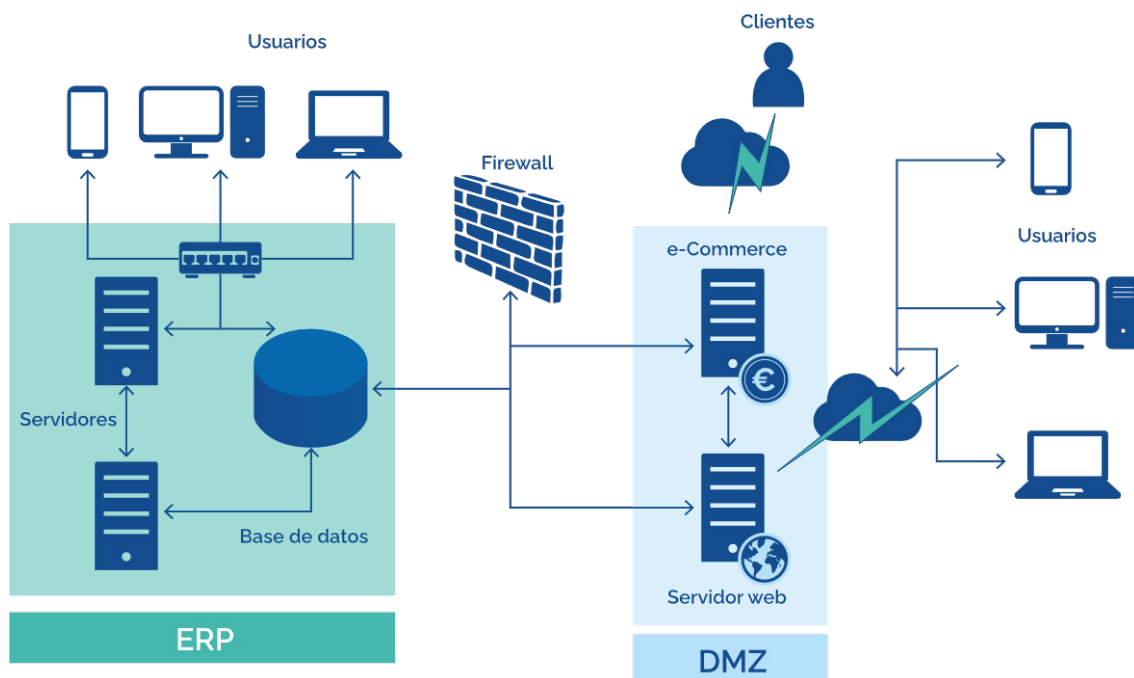 Clientes
Usuarios
Firewall
e-Commerce
Usuarios
€
Servidores
Base de datos
Servidor web
ERP
DMZ